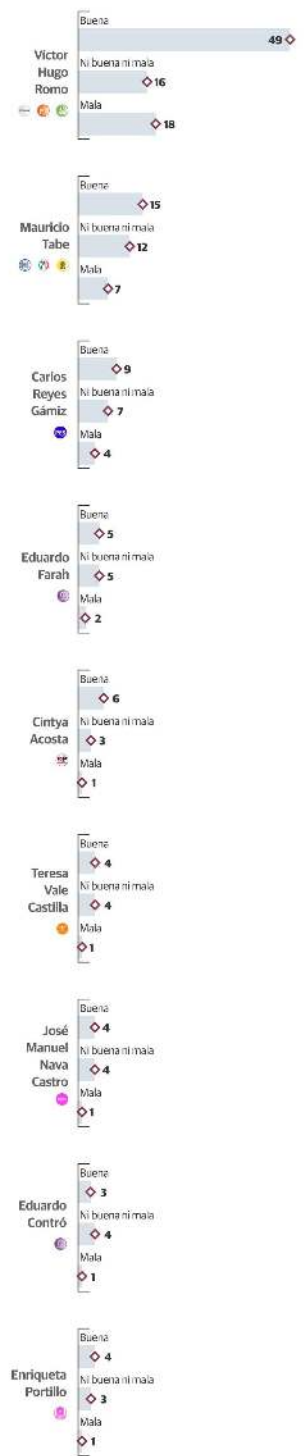 Buena
49
Víctor
Hugo
Romo
Ni buena ni mala
16
Mala
18
Buena
15
Mauricio
Tabe
Ni buena ni mala
12
Mala
7
Buena
9
Carlos
Reyes
Gámiz
Ni buena ni mala
7
Mala
4
Buena
5
Eduardo
Farah
Ni buena ni mala
5
Mala
2
Buena
6
Cintya
Acosta
Ni buena ni mala
3
Mala
1
Buena
4
Teresa
Vale
Castilla
Ni buena ni mala
4
Mala
1
Buena
4
José
Manuel
Nava
Castro
Ni buena ni mala
4
Mala
1
Buena
3
Eduardo
Contró
Ni buena ni mala
4
Mala
1
Buena
4
Enriqueta
Portillo
Ni buena ni mala
3
Mala
1